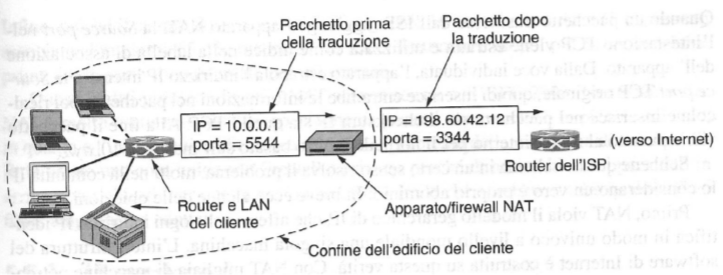 Pacchetto prima
della traduzione
Pacchetto dopo
la traduzione
IP = 10.0.0.1
porta = 5544
IP = 198.60.42.12
porta = 3344
(verso Internet)
Router dell'ISP
Router e LAN
del cliente
Apparato/firewall NAT
Confine dell'edificio del cliente